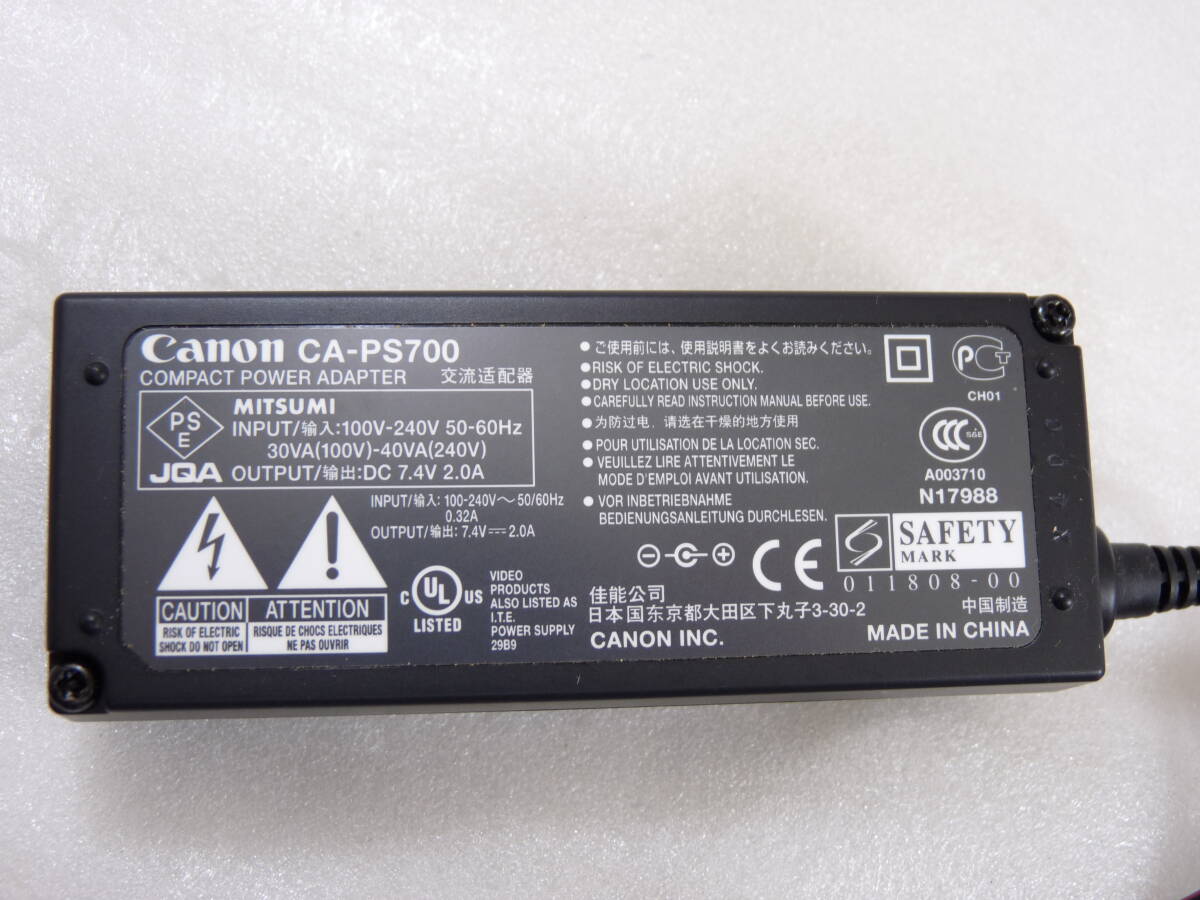 Canon CA-PS700
COMPACT POWER ADAPTER 交流适配器
PS
E
JQA
MITSUMI
INPUT/输入:100V-240V 50-60Hz
30VA(100V)-40VA(240V)
OUTPUT/输出:DC 7.4V 2.0A
INPUT/输入: 100-240V～50/60Hz
0.32A
OUTPUT/输出: 7.4V⎓2.0A
CAUTION
RISK OF ELECTRIC
SHOCK DO NOT OPEN
ATTENTION
RISQUE DE CHOCS ELECTRIQUES
NE PAS OUVRIR
C UL US
LISTED
VIDEO
PRODUCTS
ALSO LISTED AS
I.T.E.
POWER SUPPLY
29B9
●ご使用前には、使用説明書をよくお読みください。
●RISK OF ELECTRIC SHOCK.
●DRY LOCATION USE ONLY.
●CAREFULLY READ INSTRUCTION MANUAL BEFORE USE.
●为防过电，请选在干燥的地方使用
●POUR UTILISATION DE LA LOCATION SEC.
●VEUILLEZ LIRE ATTENTIVEMENT LE
MODE D'EMPLOI AVANT UTILISATION.
●VOR INBETRIEBNAHME
BEDIENUNGSANLEITUNG DURCHLESEN.
CE
佳能公司
日本国东京都大田区下丸子3-30-2
CANON INC.
PCT
CH01
CCC S&E
A003710
N17988
SAFETY
MARK
011808-00
中国制造
MADE IN CHINA